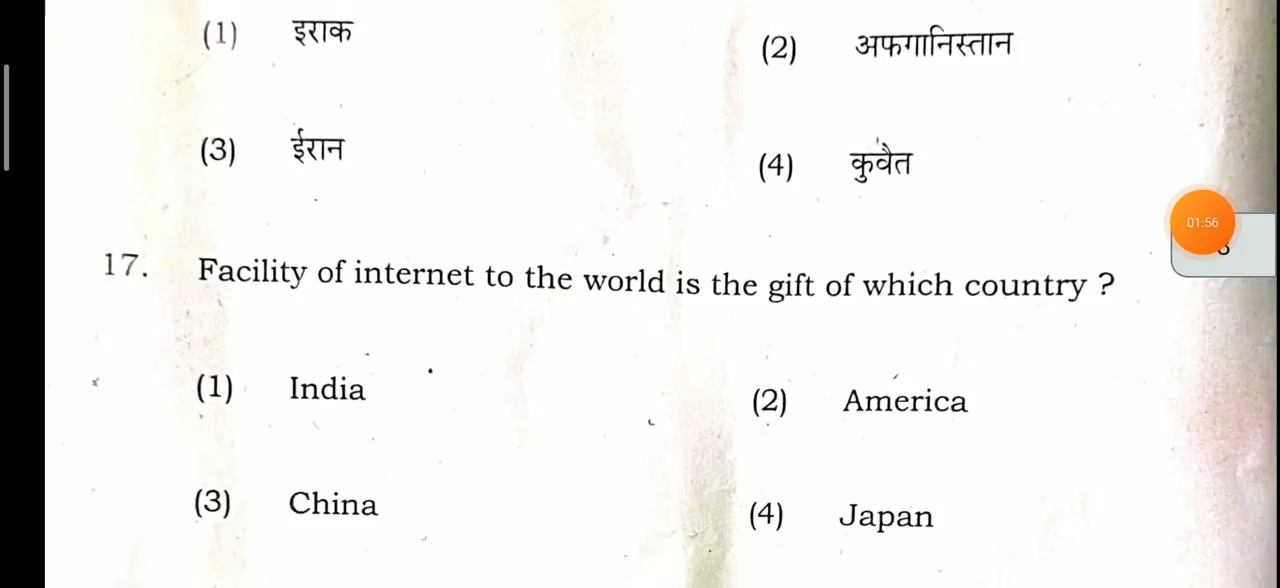 (1) इराक (2) अफगानिस्तान
(3) ईरान (4) कुवैत
01:56
17. Facility of internet to the world is the gift of which country ?
(1) India (2) America
(3) China (4) Japan